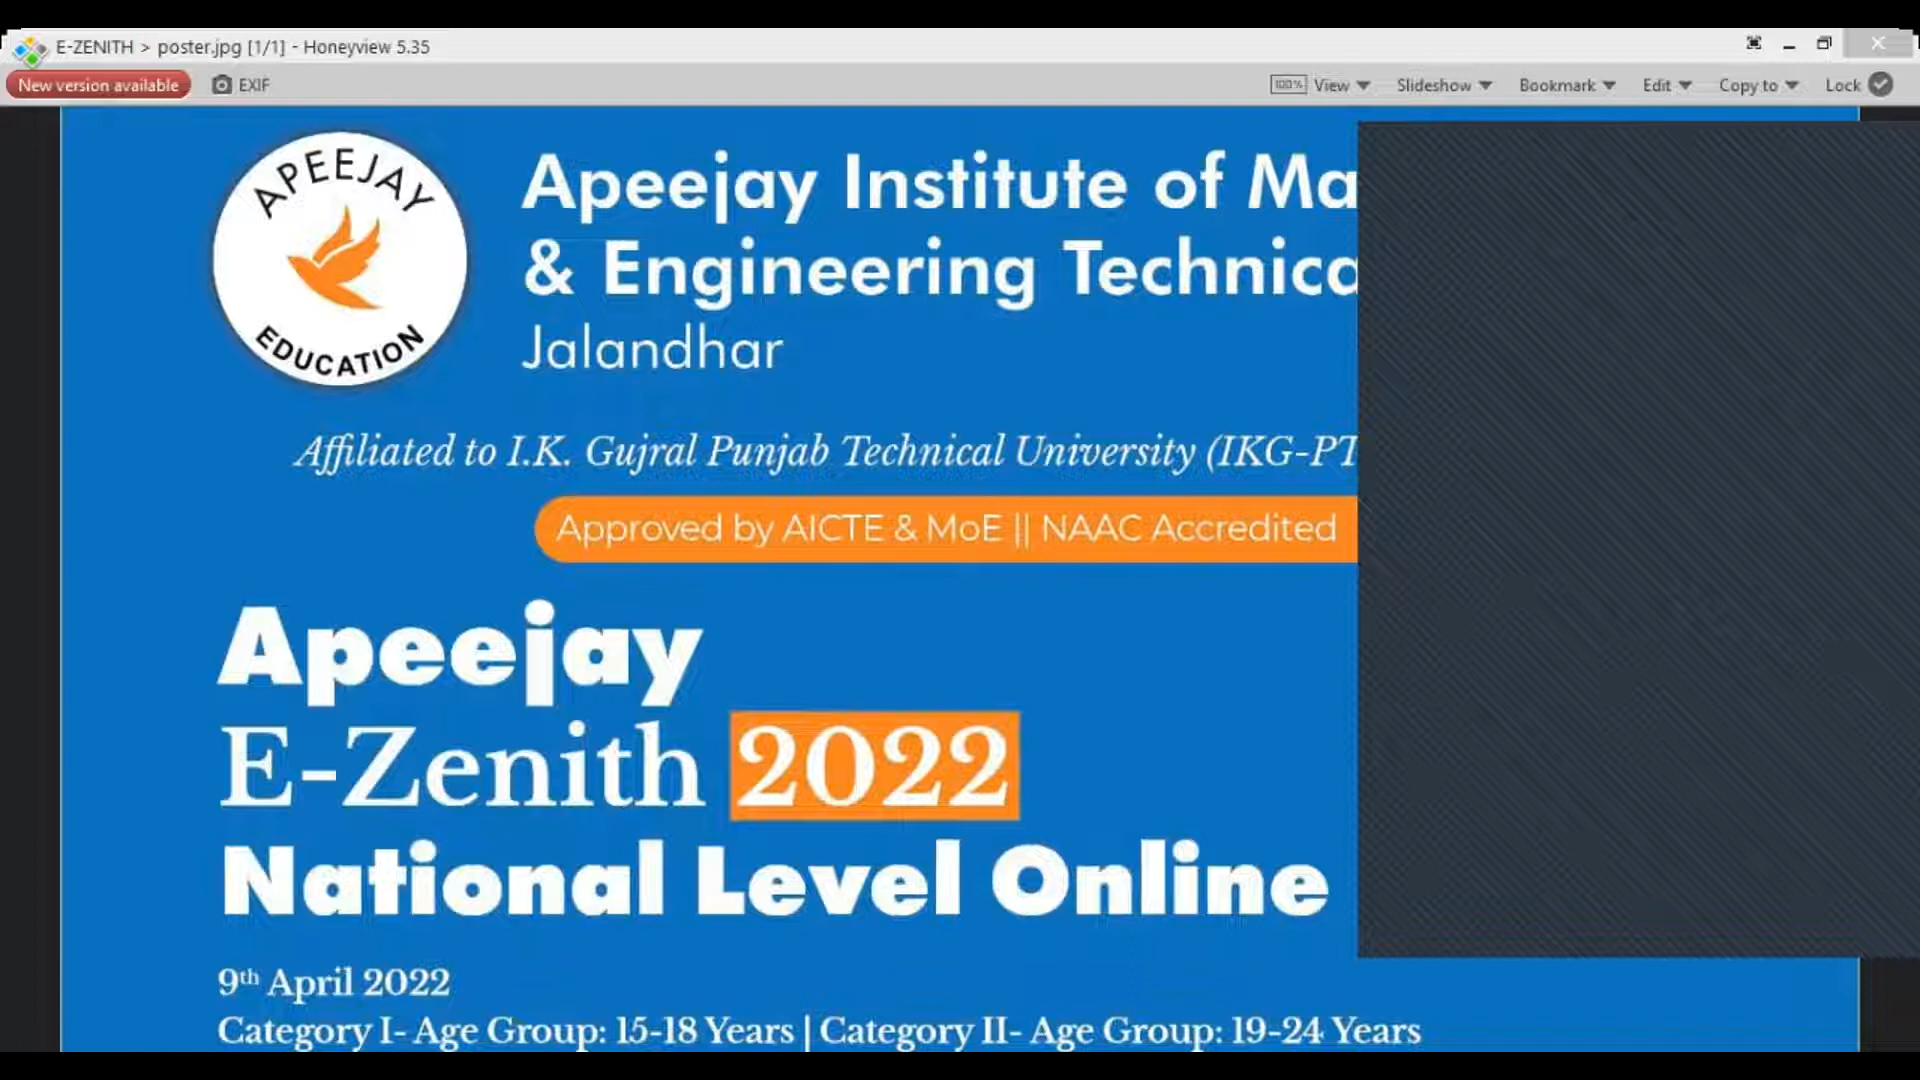 E-ZENITH > poster.jpg [1/1] - Honeyview 5.35
New version available EXIF 100% View Slideshow Bookmark Edit Copy to Lock
APEEJAY
EDUCATION
Apeejay Institute of Ma
& Engineering Technica
Jalandhar
Affiliated to I.K. Gujral Punjab Technical University (IKG-PT
Approved by AICTE & MoE || NAAC Accredited
Apeejay
E-Zenith 2022
National Level Online
9th April 2022
Category I- Age Group: 15-18 Years | Category II- Age Group: 19-24 Years